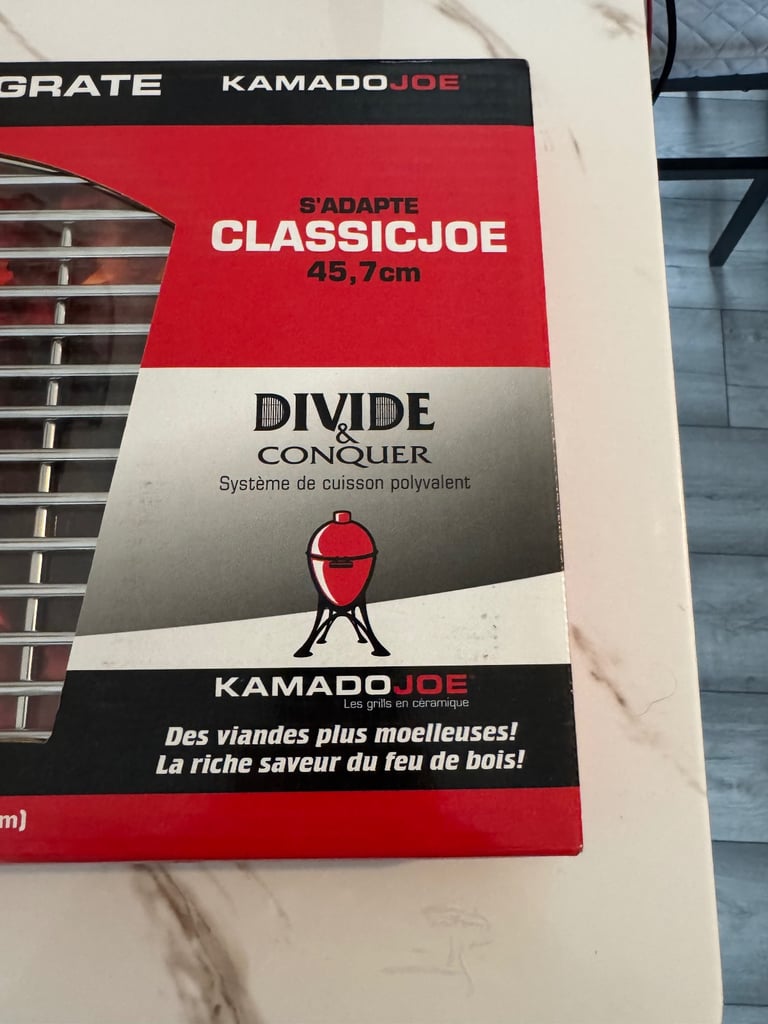 GRATE KAMADOJOE
S'ADAPTE
CLASSICJOE
45,7cm
DIVIDE
&
CONQUER
Système de cuisson polyvalent
KAMADOJOE
Les grills en céramique
Des viandes plus moelleuses!
La riche saveur du feu de bois!
m)